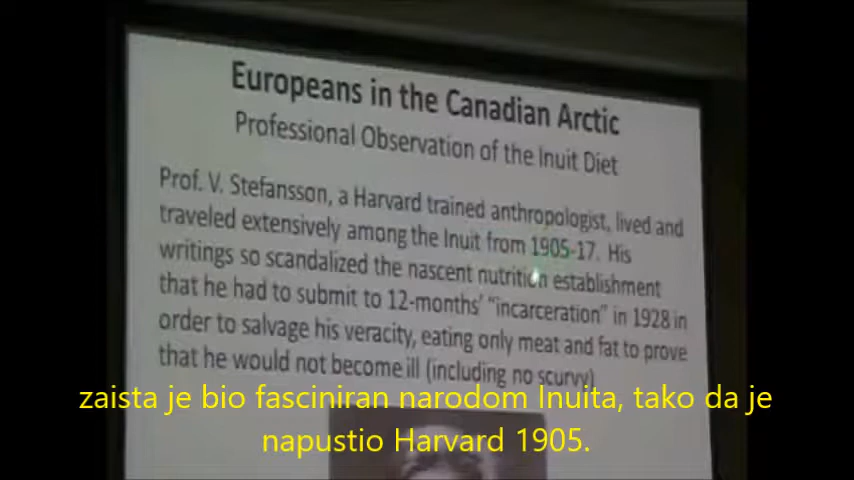 Europeans in the Canadian Arctic
Professional Observation of the Inuit Diet
Prof. V. Stefansson, a Harvard trained anthropologist, lived and
traveled extensively among the Inuit from 1905-17. His
writings so scandalized the nascent nutrition establishment
that he had to submit to 12-months’ “incarceration” in 1928 in
order to salvage his veracity, eating only meat and fat to prove
that he would not become ill (including no scurvy)
zaista je bio fasciniran narodom Inuita, tako da je
napustio Harvard 1905.